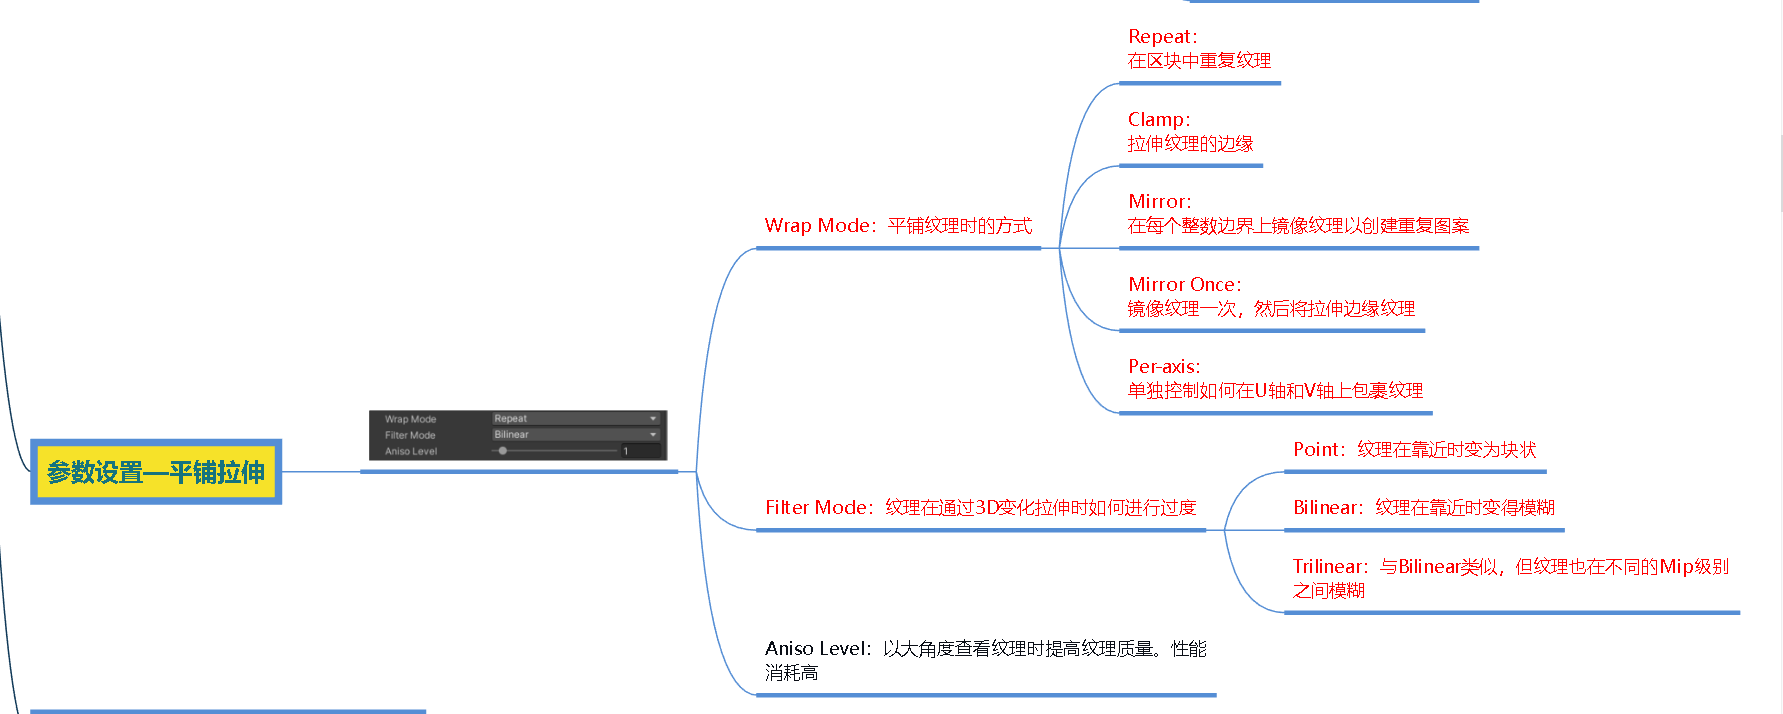 Repeat：
在区块中重复纹理
Clamp：
拉伸纹理的边缘
Mirror:
在每个整数边界上镜像纹理以创建重复图案
Wrap Mode：平铺纹理时的方式
Mirror Once：
镜像纹理一次，然后将拉伸边缘纹理
Per-axis：
单独控制如何在U轴和V轴上包裹纹理
Wrap Mode Repeat
Filter Mode Bilinear
Aniso Level 1
参数设置—平铺拉伸
Filter Mode：纹理在通过3D变化拉伸时如何进行过度
Point：纹理在靠近时变为块状
Bilinear：纹理在靠近时变得模糊
Trilinear：与Bilinear类似，但纹理也在不同的Mip级别
之间模糊
Aniso Level：以大角度查看纹理时提高纹理质量。性能
消耗高